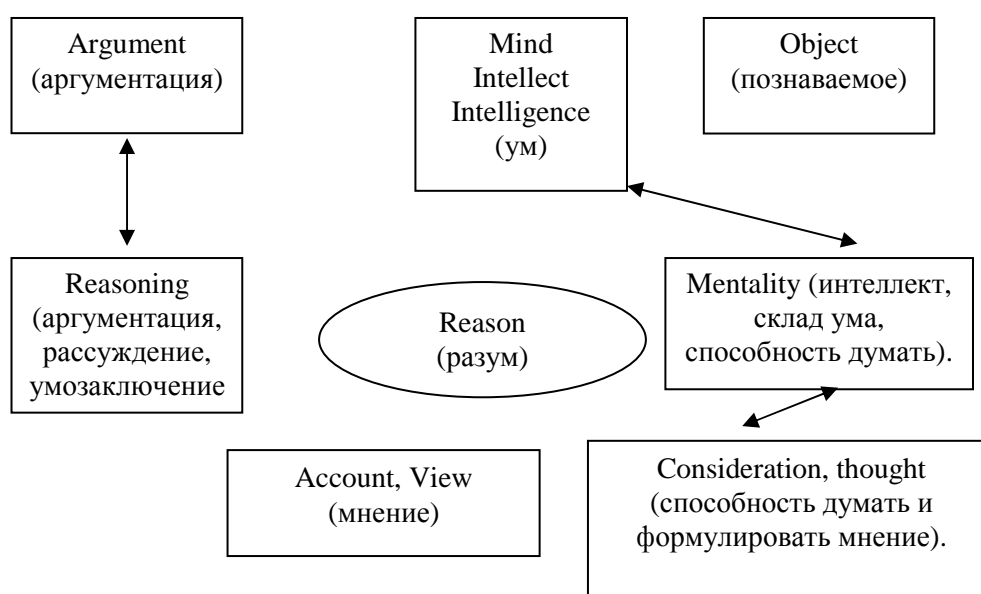 Argument
(аргументация)
Mind
Intellect
Intelligence
(ум)
Object
(познаваемое)
Reasoning
(аргументация,
рассуждение,
умозаключение
Reason
(разум)
Mentality (интеллект,
склад ума,
способность думать).
Account, View
(мнение)
Consideration, thought
(способность думать и
формулировать мнение).